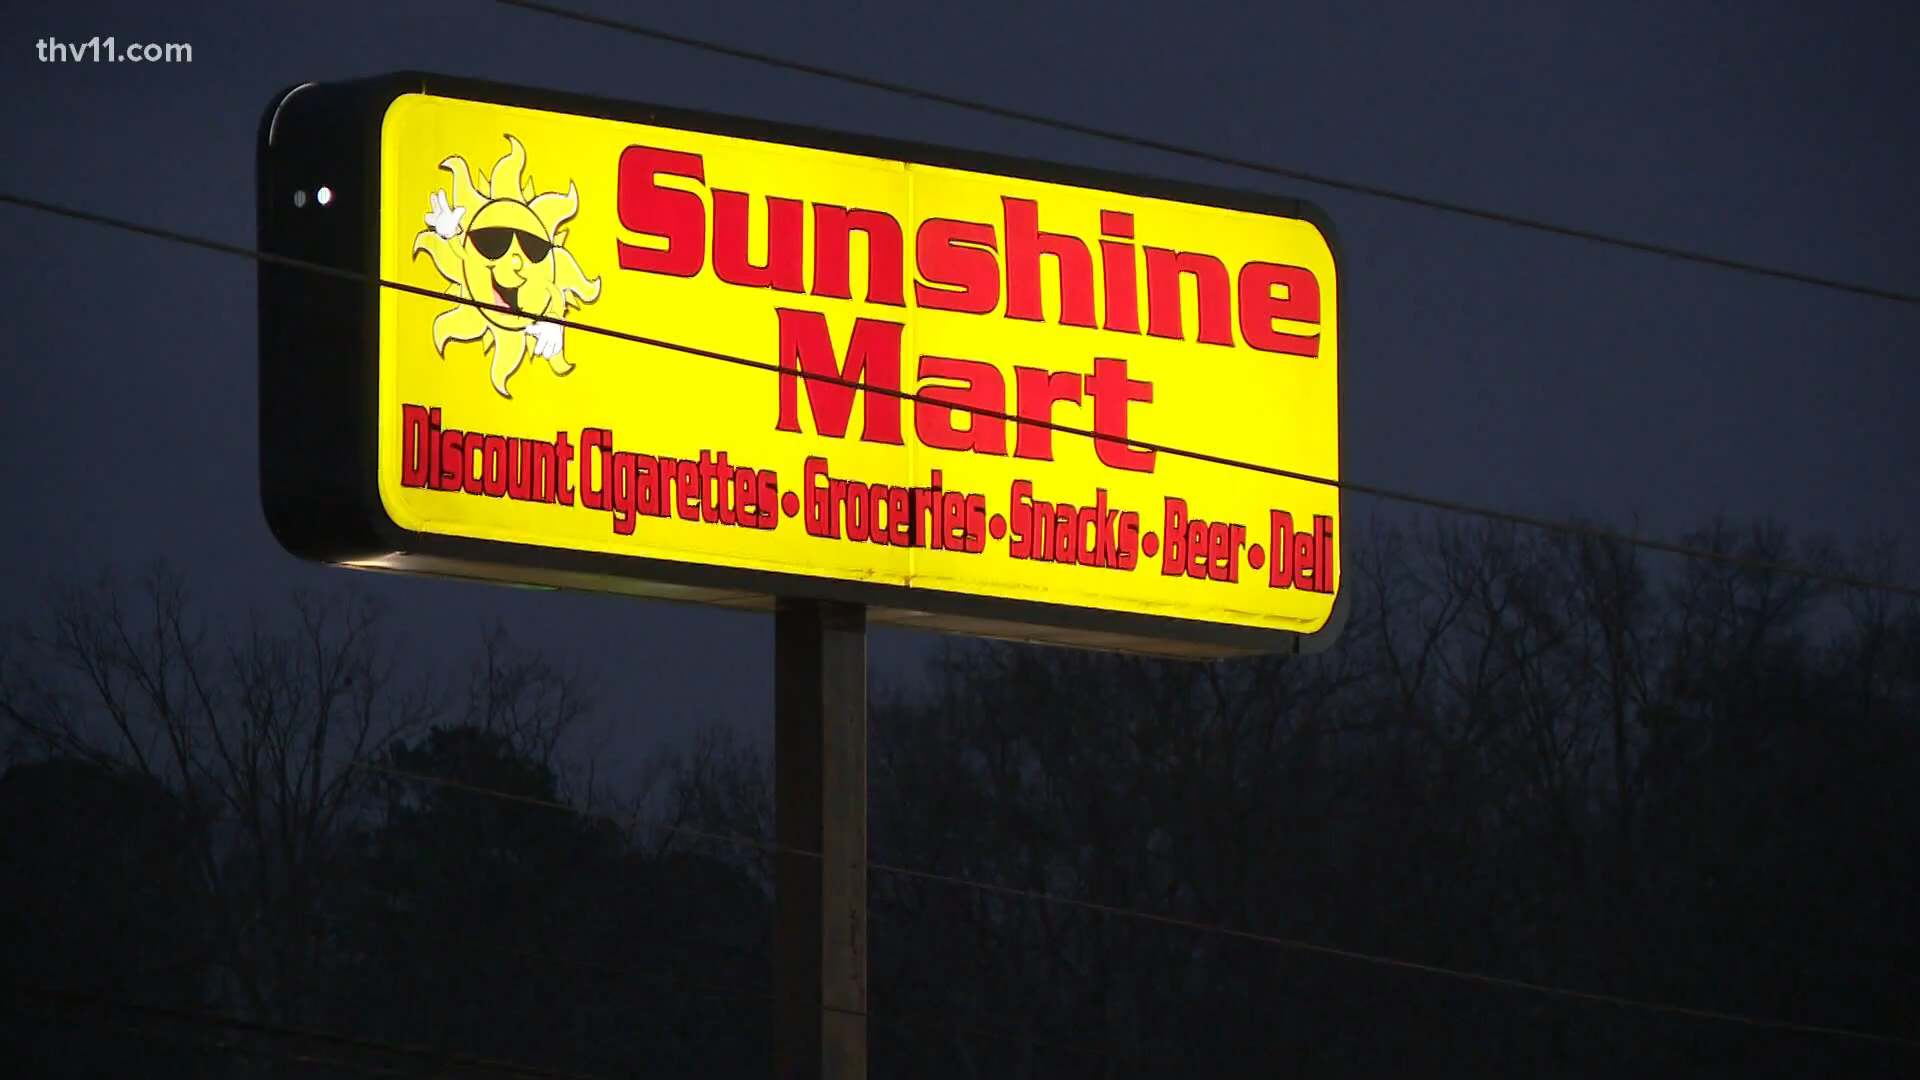 thv11.com
Sunshine
Mart
Discount Cigarettes • Groceries • Snacks • Beer • Deli